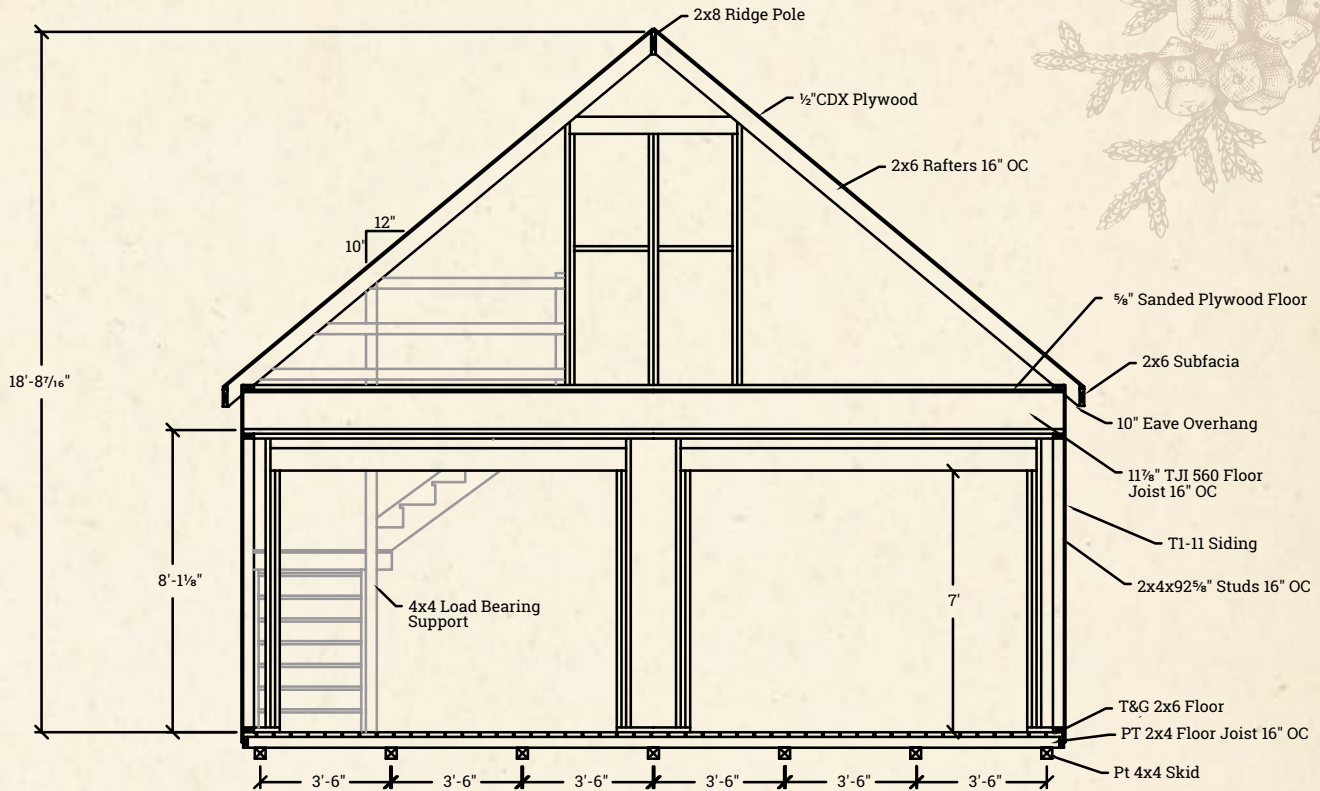 2x8 Ridge Pole
½"CDX Plywood
2x6 Rafters 16" OC
12"
10"
⅝" Sanded Plywood Floor
2x6 Subfacia
18'-8⁷/₁₆"
10" Eave Overhang
11⅞" TJI 560 Floor
Joist 16" OC
T1-11 Siding
8'-1⅛"
2x4x92⅝" Studs 16" OC
7'
4x4 Load Bearing
Support
T&G 2x6 Floor
PT 2x4 Floor Joist 16" OC
Pt 4x4 Skid
3'-6"
3'-6"
3'-6"
3'-6"
3'-6"
3'-6"